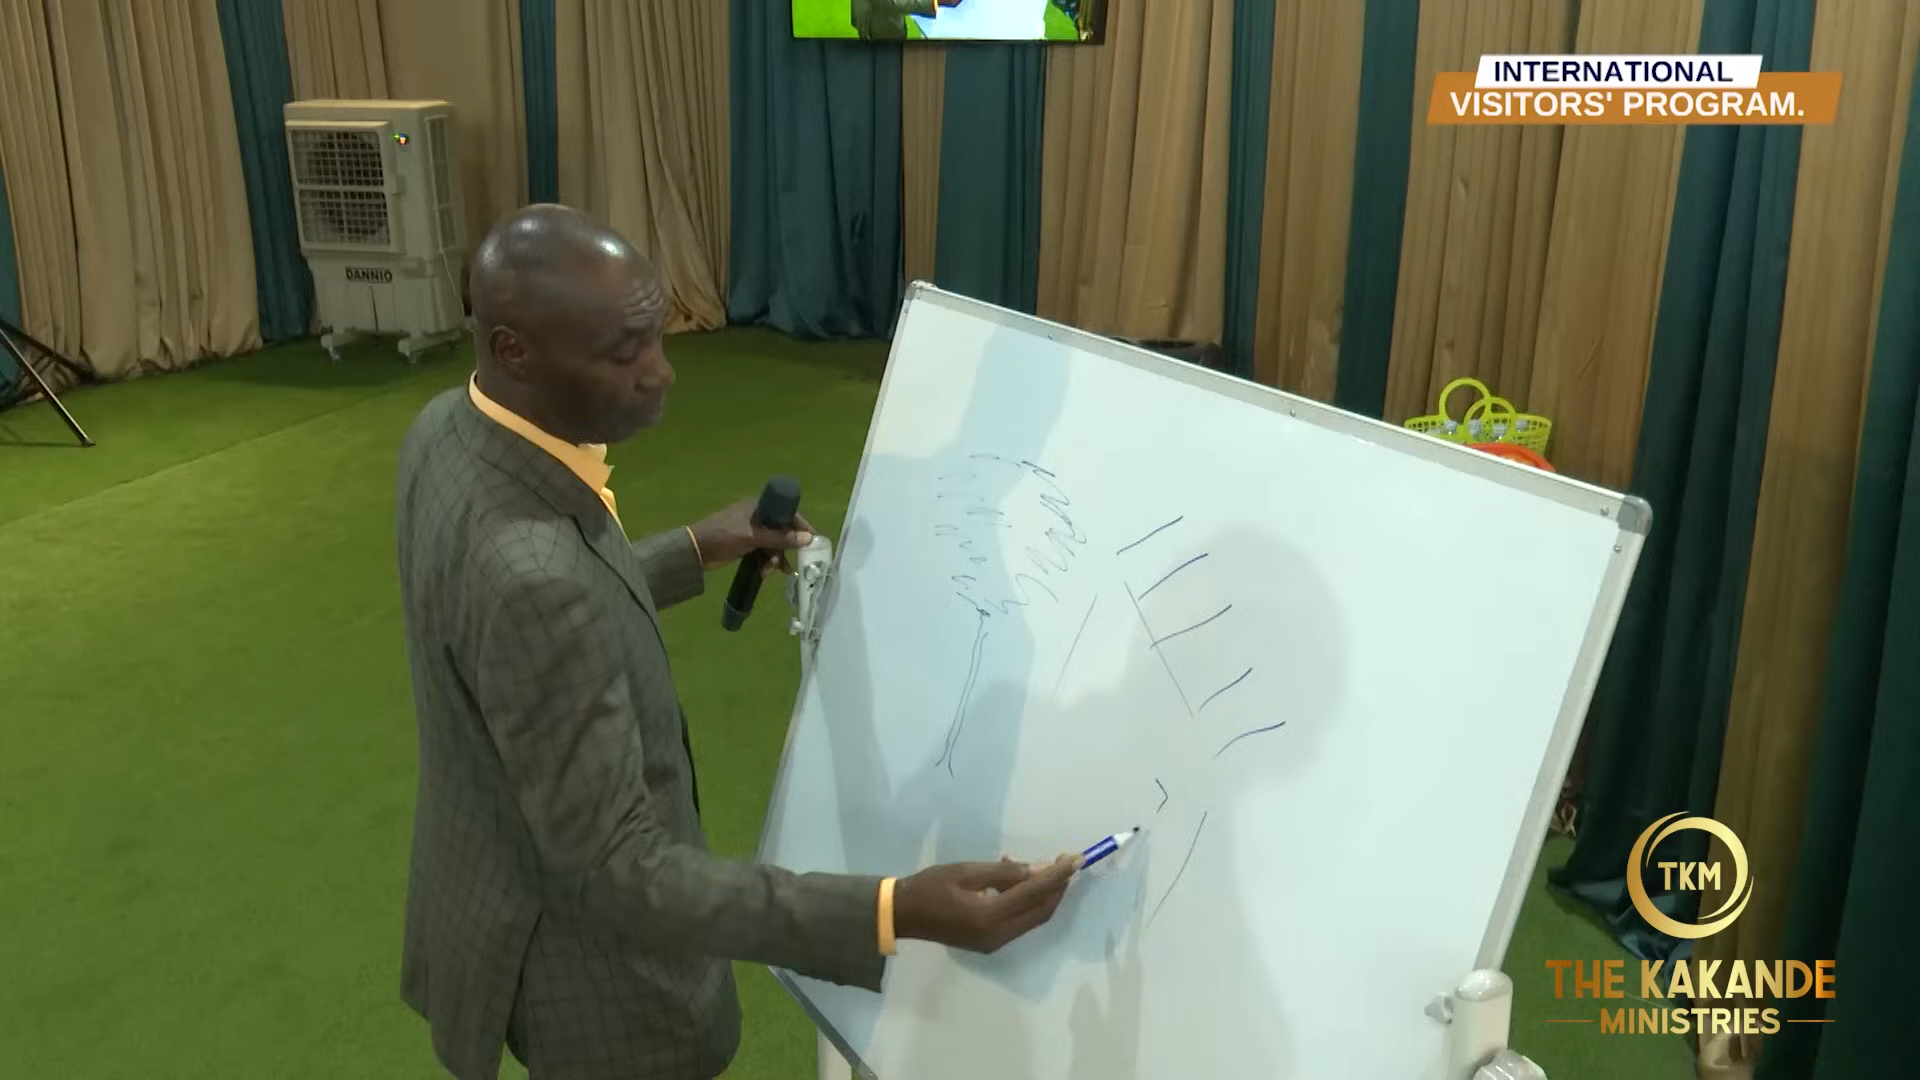 INTERNATIONAL
VISITORS' PROGRAM.
DANNIO
TKM
THE KAKANDE
MINISTRIES